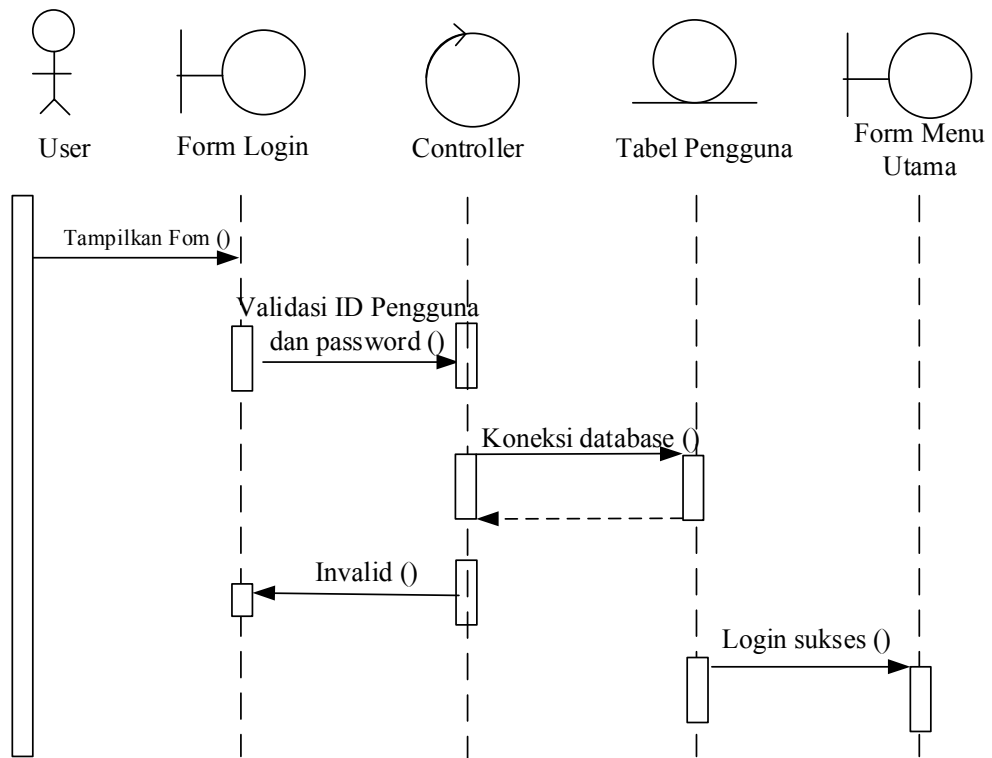 User
Form Login
Controller
Tabel Pengguna
Form Menu
Utama
Tampilkan Fom ()
Validasi ID Pengguna
dan password ()
Koneksi database ()
Invalid ()
Login sukses ()